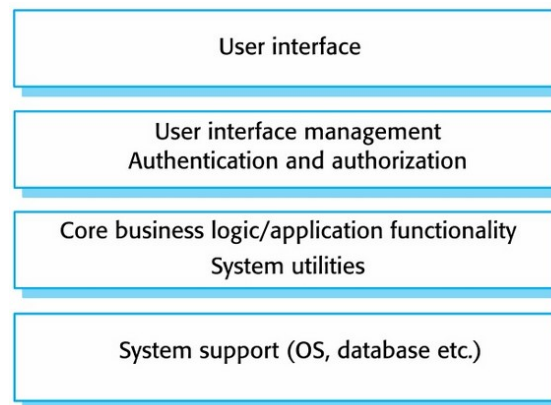 User interface
User interface management
Authentication and authorization
Core business logic/application functionality
System utilities
System support (OS, database etc.)